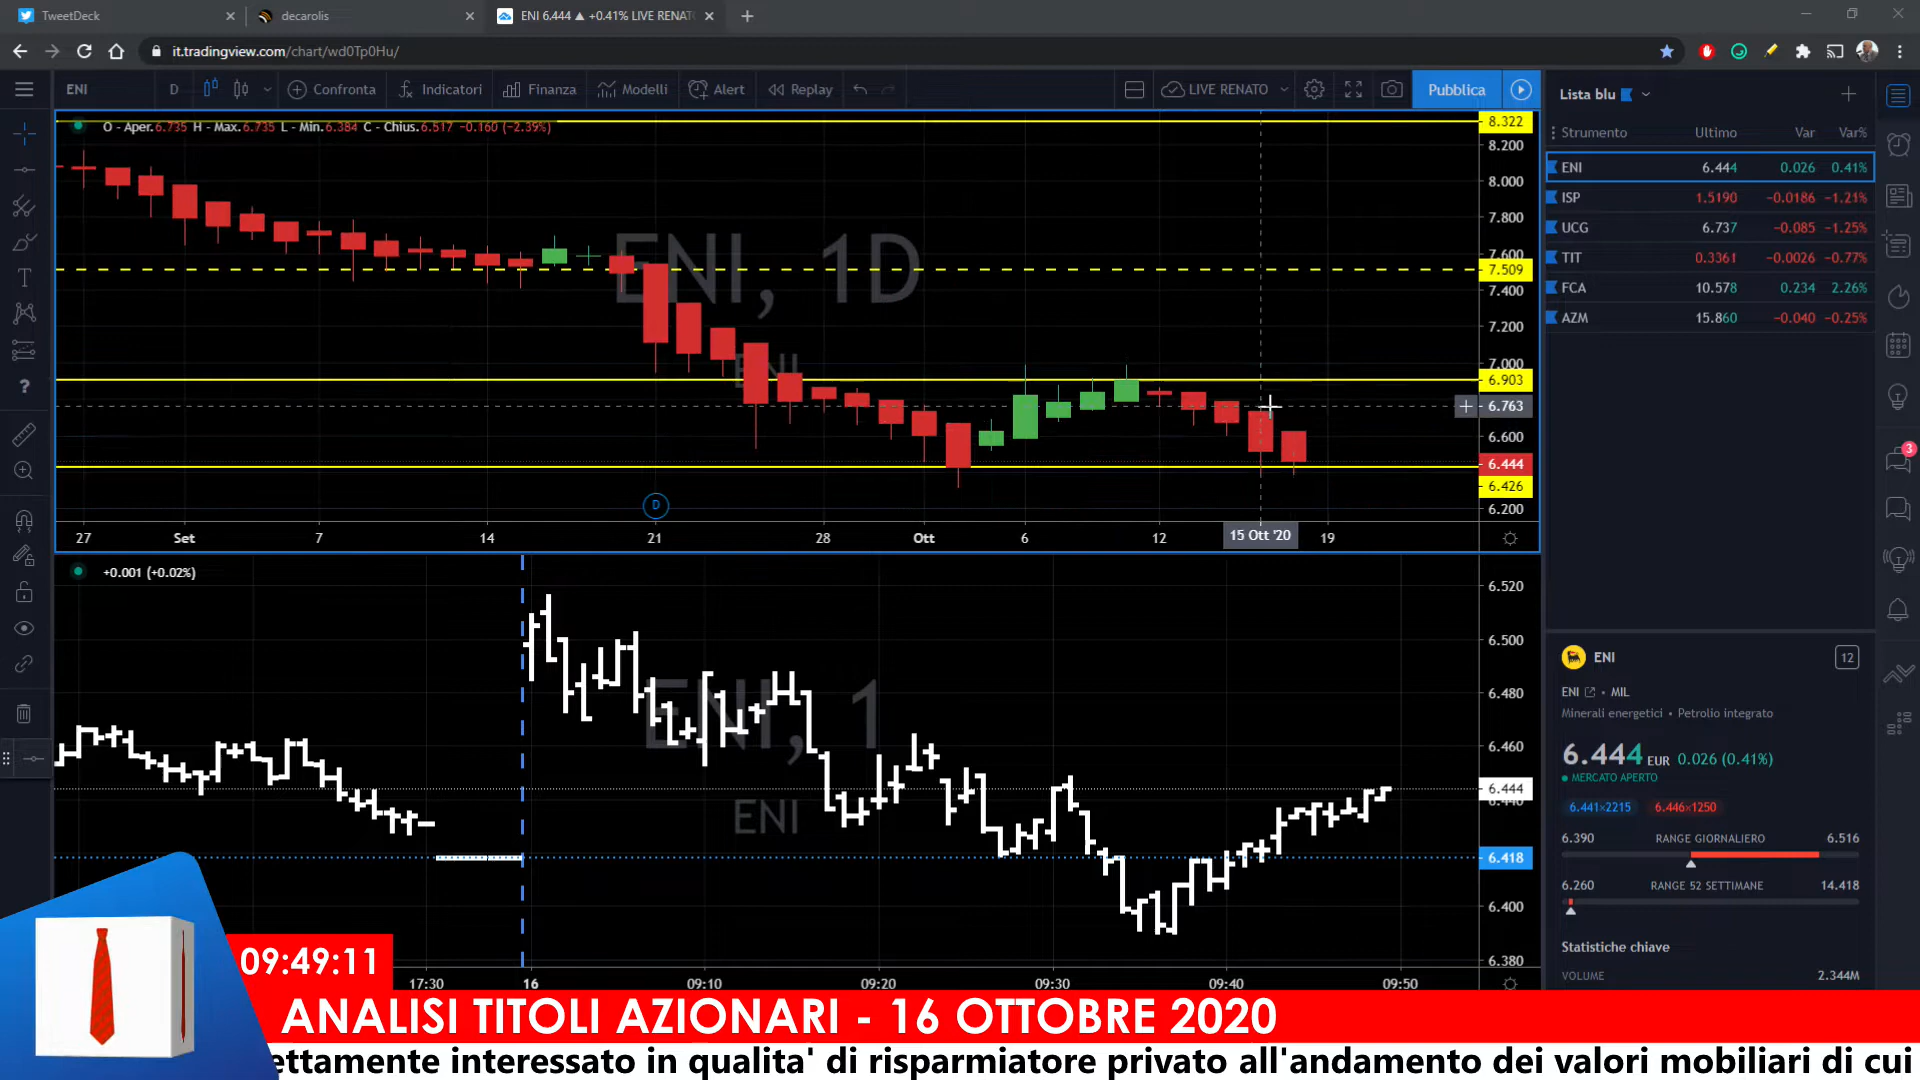 TweetDeck
decarolis
ENI 6.444 ▲ +0.41% LIVE RENATO
it.tradingview.com/chart/wd0Tp0Hu/
ENI D Confronta Indicatori Finanza Modelli Alert Replay LIVE RENATO Pubblica
O - Aper.6.735 H - Max.6.735 L - Min.6.384 C - Chius.6.517 -0.160 (-2.39%)
ENI, 1D
ENI
8.322
8.200
8.000
7.800
7.600
7.509
7.400
7.200
7.000
6.903
6.763
6.600
6.444
6.426
6.200
D
27 Set 7 14 21 28 Ott 6 12 15 Ott '20 19
+0.001 (+0.02%)
ENI, 1
ENI
6.520
6.500
6.480
6.460
6.444
6.440
6.418
6.400
6.380
17:30 16 09:10 09:20 09:30 09:40 09:50
Lista blu
Strumento Ultimo Var Var%
ENI 6.444 0.026 0.41%
ISP 1.5190 -0.0186 -1.21%
UCG 6.737 -0.085 -1.25%
TIT 0.3361 -0.0026 -0.77%
FCA 10.578 0.234 2.26%
AZM 15.860 -0.040 -0.25%
3
ENI 12
ENI • MIL
Minerali energetici • Petrolio integrato
6.444 EUR 0.026 (0.41%)
MERCATO APERTO
6.441×2215 6.446×1250
6.390 RANGE GIORNALIERO 6.516
6.260 RANGE 52 SETTIMANE 14.418
Statistiche chiave
VOLUME 2.344M
09:49:11
ANALISI TITOLI AZIONARI - 16 OTTOBRE 2020
ettamente interessato in qualita' di risparmiatore privato all'andamento dei valori mobiliari di cui